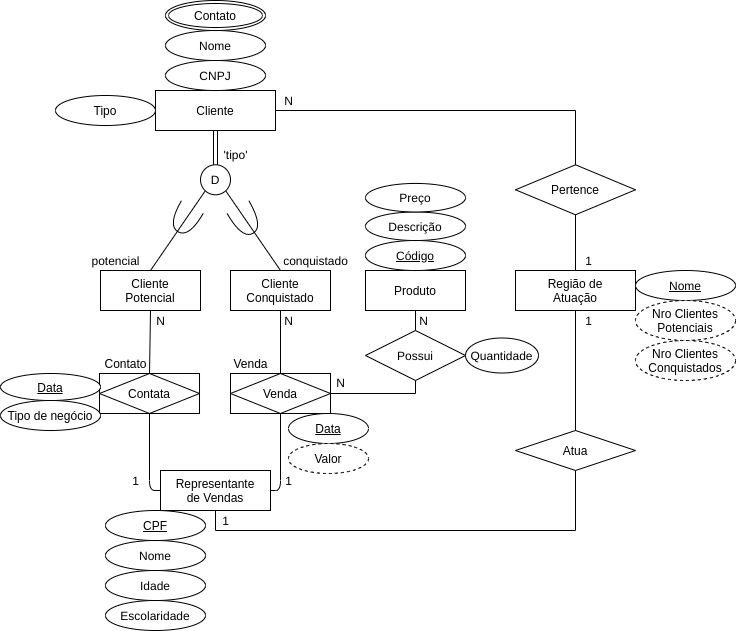 Contato
Nome
CNPJ
Tipo
Cliente
N
'tipo'
D
Pertence
Preço
Descrição
Código
potencial
conquistado
1
Cliente
Potencial
Cliente
Conquistado
Produto
Região de
Atuação
Nome
Nro Clientes
Potenciais
Nro Clientes
Conquistados
N
N
N
1
Possui
Quantidade
Contato
Venda
N
Data
Tipo de negócio
Contata
Venda
Data
Valor
Atua
1
1
Representante
de Vendas
1
CPF
Nome
Idade
Escolaridade